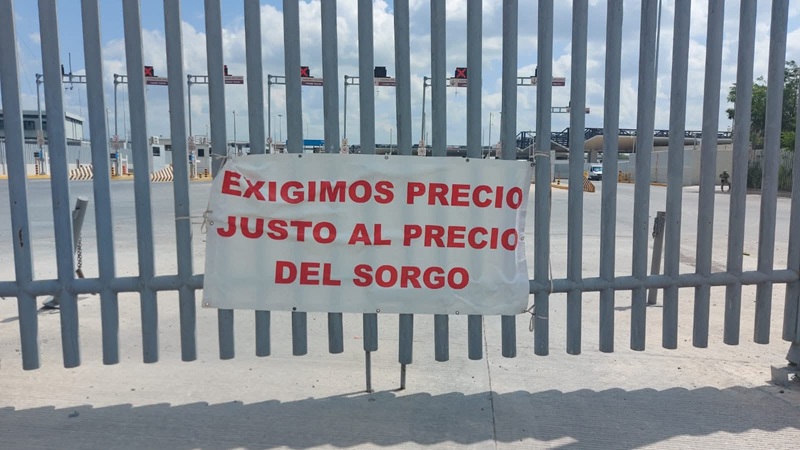 EXIGIMOS PRECIO
JUSTO AL PRECIO
DEL SORGO